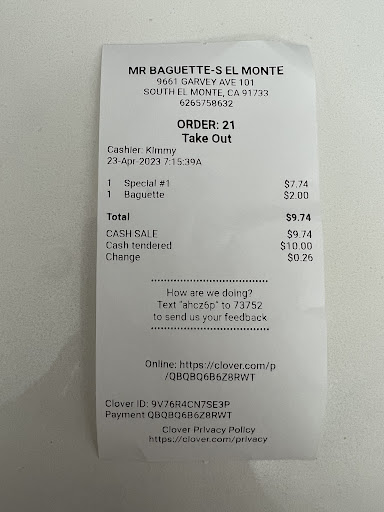 MR BAGUETTE-S EL MONTE
9661 GARVEY AVE 101
SOUTH EL MONTE, CA 91733
6265758632
ORDER: 21
Take Out
Cashier: Kimmy
23-Apr-2023 7:15:39A
1 Special #1 $7.74
1 Baguette $2.00
Total $9.74
CASH SALE $9.74
Cash tendered $10.00
Change $0.26
How are we doing?
Text "ahcz6p" to 73752
to send us your feedback
Online: https://clover.com/p
/QBQBQ6B6Z8RWT
Clover ID: 9V76R4CN7SE3P
Payment QBQBQ6B6Z8RWT
Clover Privacy Policy
https://clover.com/privacy